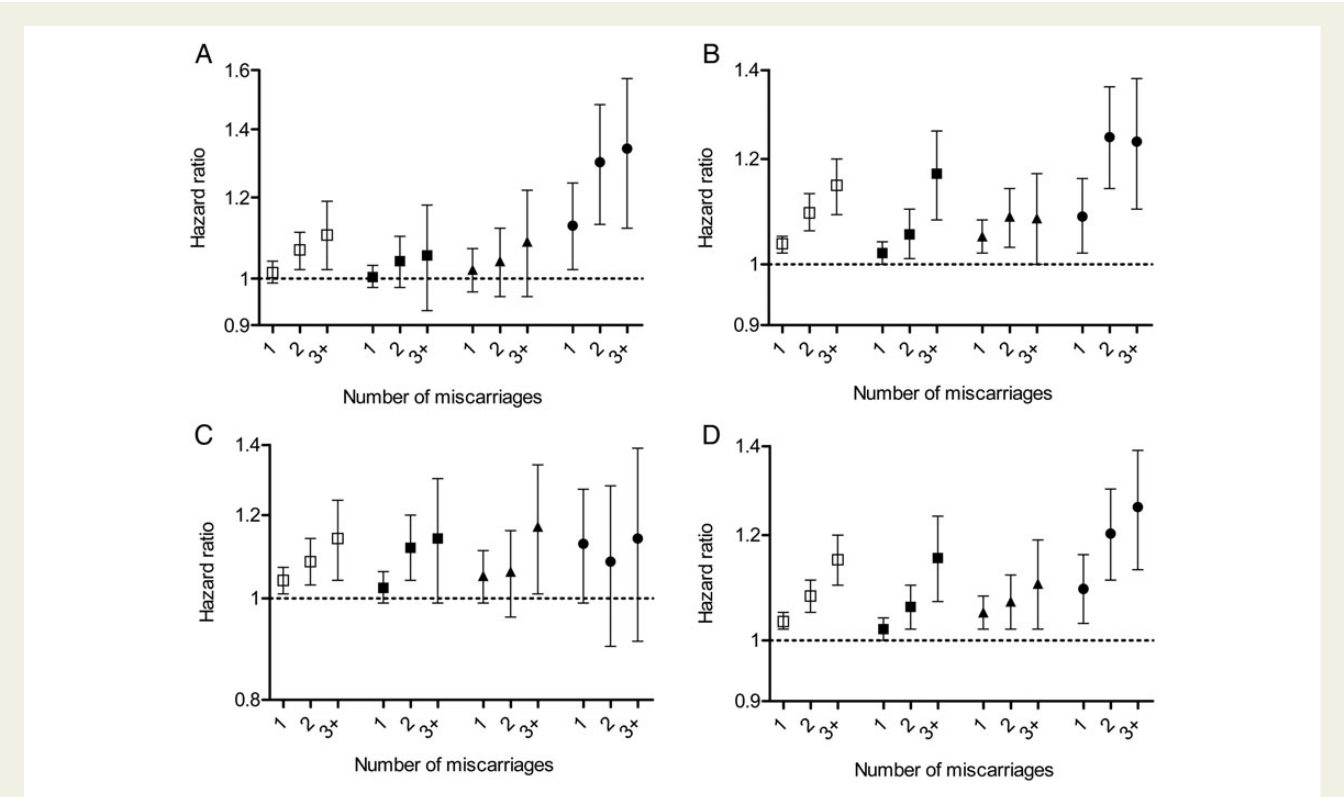 A
Hazard ratio
1.6
1.4
1.2
1
0.9
1 2 3+ 1 2 3+ 1 2 3+ 1 2 3+
Number of miscarriages
B
Hazard ratio
1.4
1.2
1
0.9
1 2 3+ 1 2 3+ 1 2 3+ 1 2 3+
Number of miscarriages
C
Hazard ratio
1.4
1.2
1
0.8
1 2 3+ 1 2 3+ 1 2 3+ 1 2 3+
Number of miscarriages
D
Hazard ratio
1.4
1.2
1
0.9
1 2 3+ 1 2 3+ 1 2 3+ 1 2 3+
Number of miscarriages